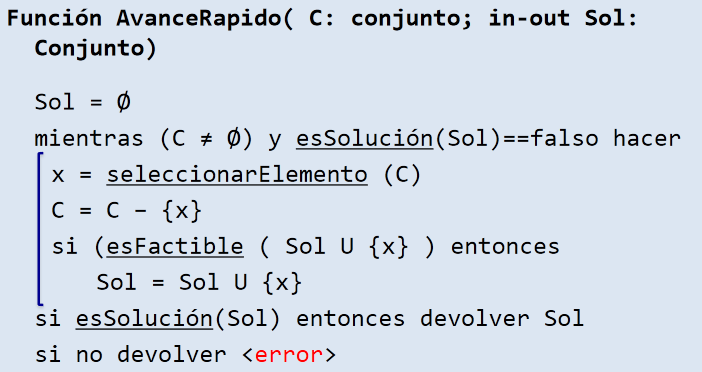 Función AvanceRapido( C: conjunto; in-out Sol:
Conjunto)
Sol = Ø
mientras (C ≠ Ø) y esSolución(Sol)==falso hacer
x = seleccionarElemento (C)
C = C – {x}
si (esFactible ( Sol U {x} ) entonces
Sol = Sol U {x}
si esSolución(Sol) entonces devolver Sol
si no devolver <error>